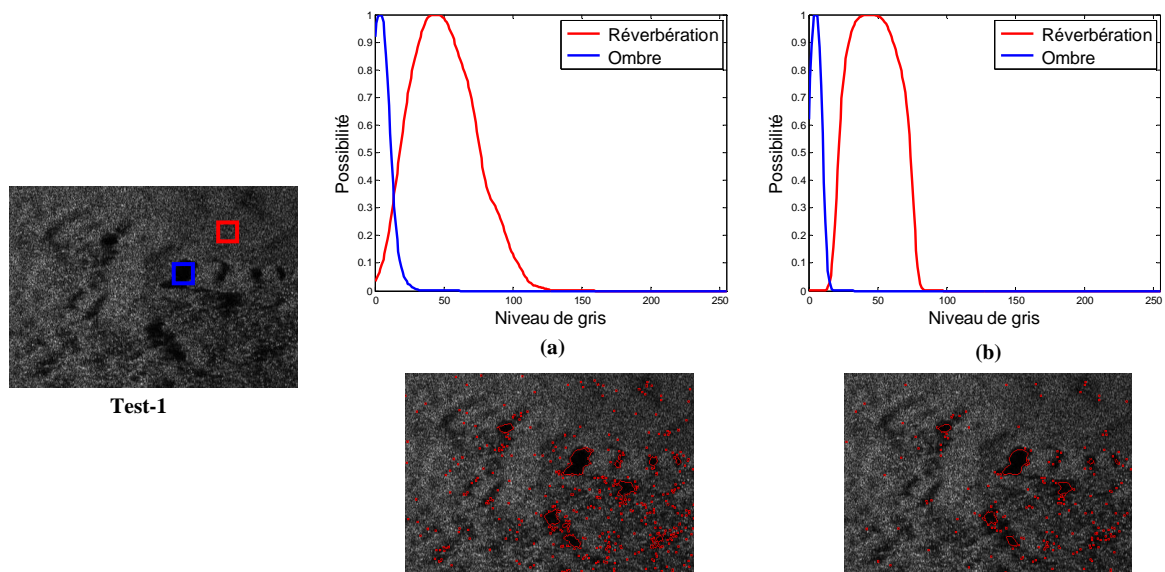 1
0.9
0.8
0.7
0.6
0.5
0.4
0.3
0.2
0.1
0
Possibilité
Réverbération
Ombre
0 50 100 150 200 250
Niveau de gris
(a)
1
0.9
0.8
0.7
0.6
0.5
0.4
0.3
0.2
0.1
0
Possibilité
Réverbération
Ombre
0 50 100 150 200 250
Niveau de gris
(b)
Test-1